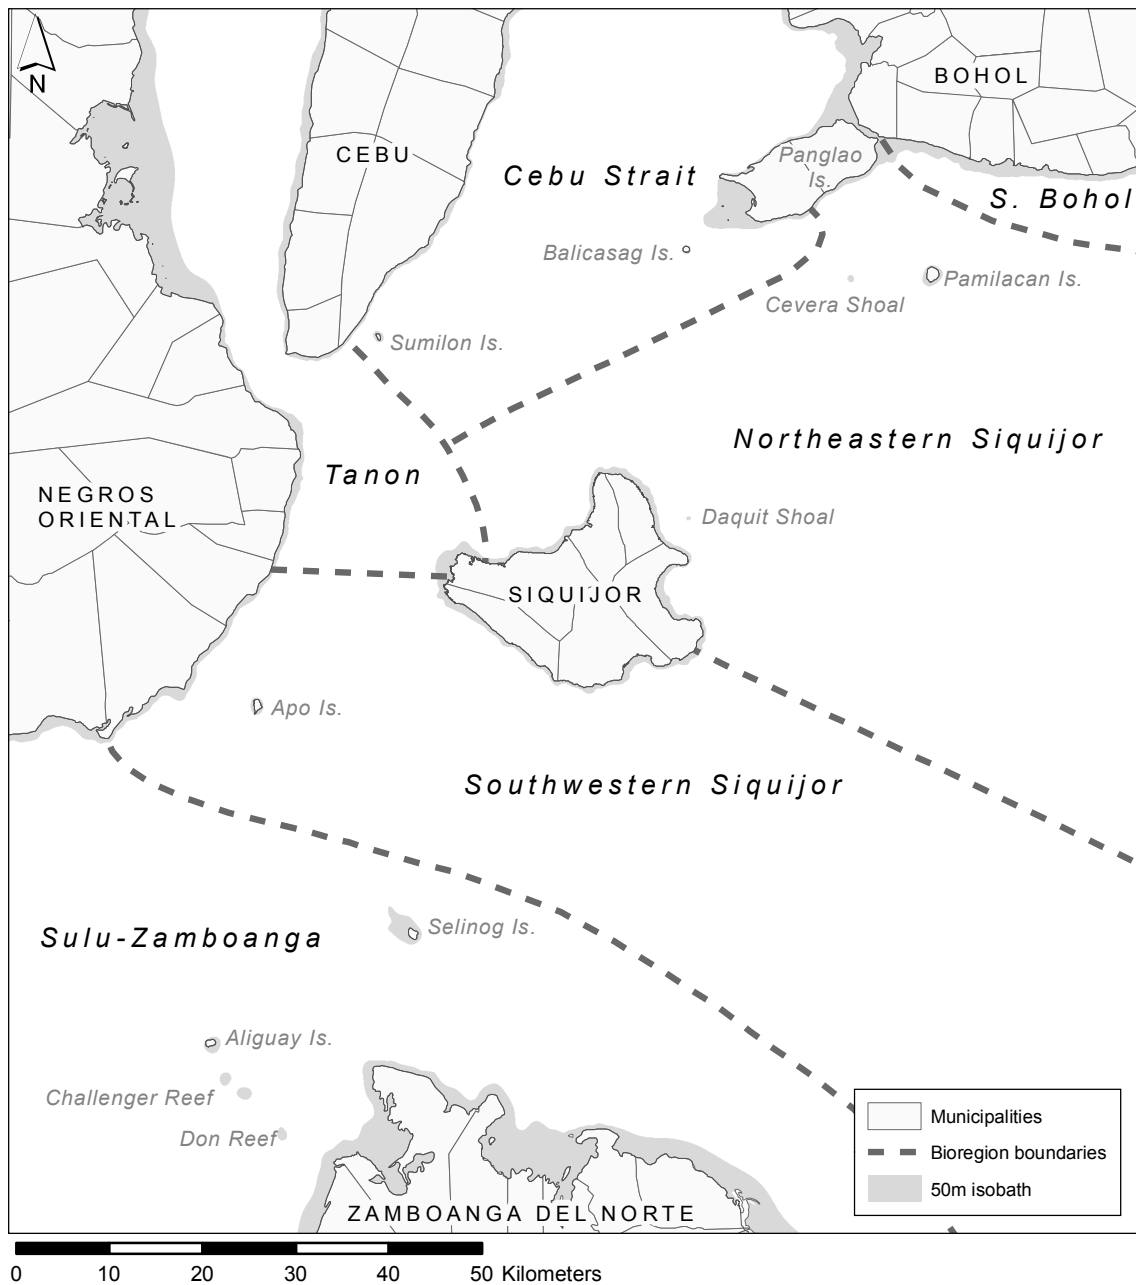 N
BOHOL
CEBU
Panglao
Is.
Cebu Strait
S. Bohol
Balicasag Is.
Cevera Shoal
Pamilacan Is.
Sumilon Is.
Northeastern Siquijor
Tanon
NEGROS
ORIENTAL
Daquit Shoal
SIQUIJOR
Apo Is.
Southwestern Siquijor
Selinog Is.
Sulu-Zamboanga
Aliguay Is.
Challenger Reef
Don Reef
ZAMBOANGA DEL NORTE
Municipalities
Bioregion boundaries
50m isobath
0 10 20 30 40 50 Kilometers